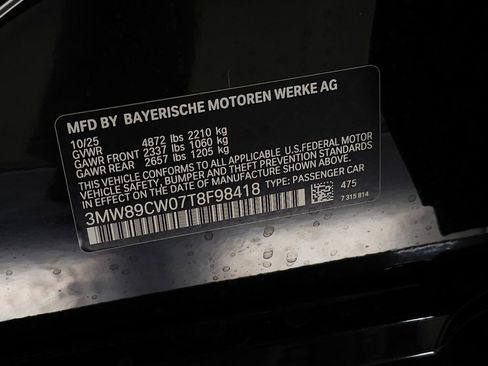 MFD BY BAYERISCHE MOTOREN WERKE AG
10/25 4872 lbs 2210 kg
GVWR
GAWR FRONT 2337 lbs 1060 kg
GAWR REAR 2657 lbs 1205 kg
THIS VEHICLE CONFORMS TO ALL APPLICABLE U.S.FEDERAL MOTOR
VEHICLE SAFETY, BUMPER AND THEFT PREVENTION STANDARDS
IN EFFECT ON THE DATE OF MANUFACTURE SHOWN ABOVE.
3MW89CW07T8F98418 TYPE: PASSENGER CAR
475
7 315 814